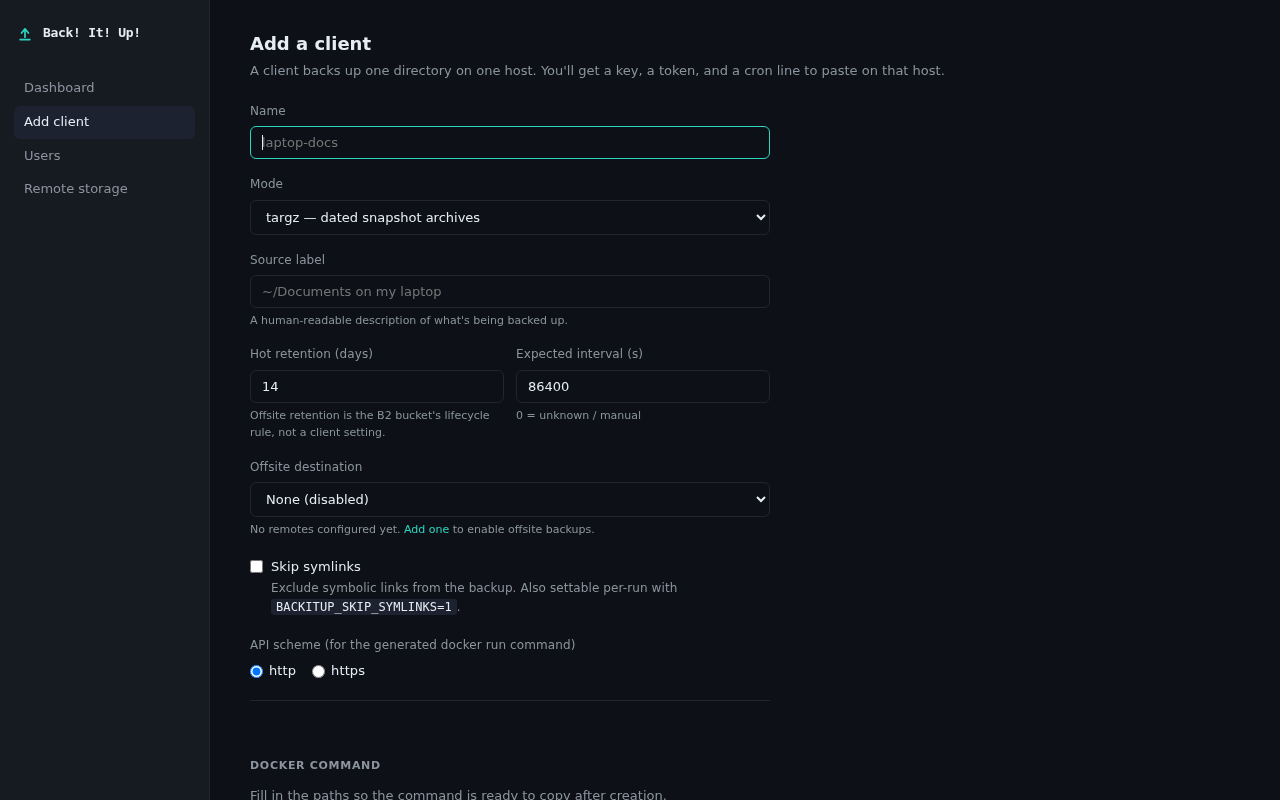 Back! It! Up!
Dashboard
Add client
Users
Remote storage
Add a client
A client backs up one directory on one host. You'll get a key, a token, and a cron line to paste on that host.
Name
laptop-docs
Mode
targz — dated snapshot archives
Source label
~/Documents on my laptop
A human-readable description of what's being backed up.
Hot retention (days)
Expected interval (s)
14
86400
Offsite retention is the B2 bucket's lifecycle
rule, not a client setting.
0 = unknown / manual
Offsite destination
None (disabled)
No remotes configured yet. Add one to enable offsite backups.
Skip symlinks
Exclude symbolic links from the backup. Also settable per-run with
BACKITUP_SKIP_SYMLINKS=1.
API scheme (for the generated docker run command)
http
https
DOCKER COMMAND
Fill in the paths so the command is ready to copy after creation.